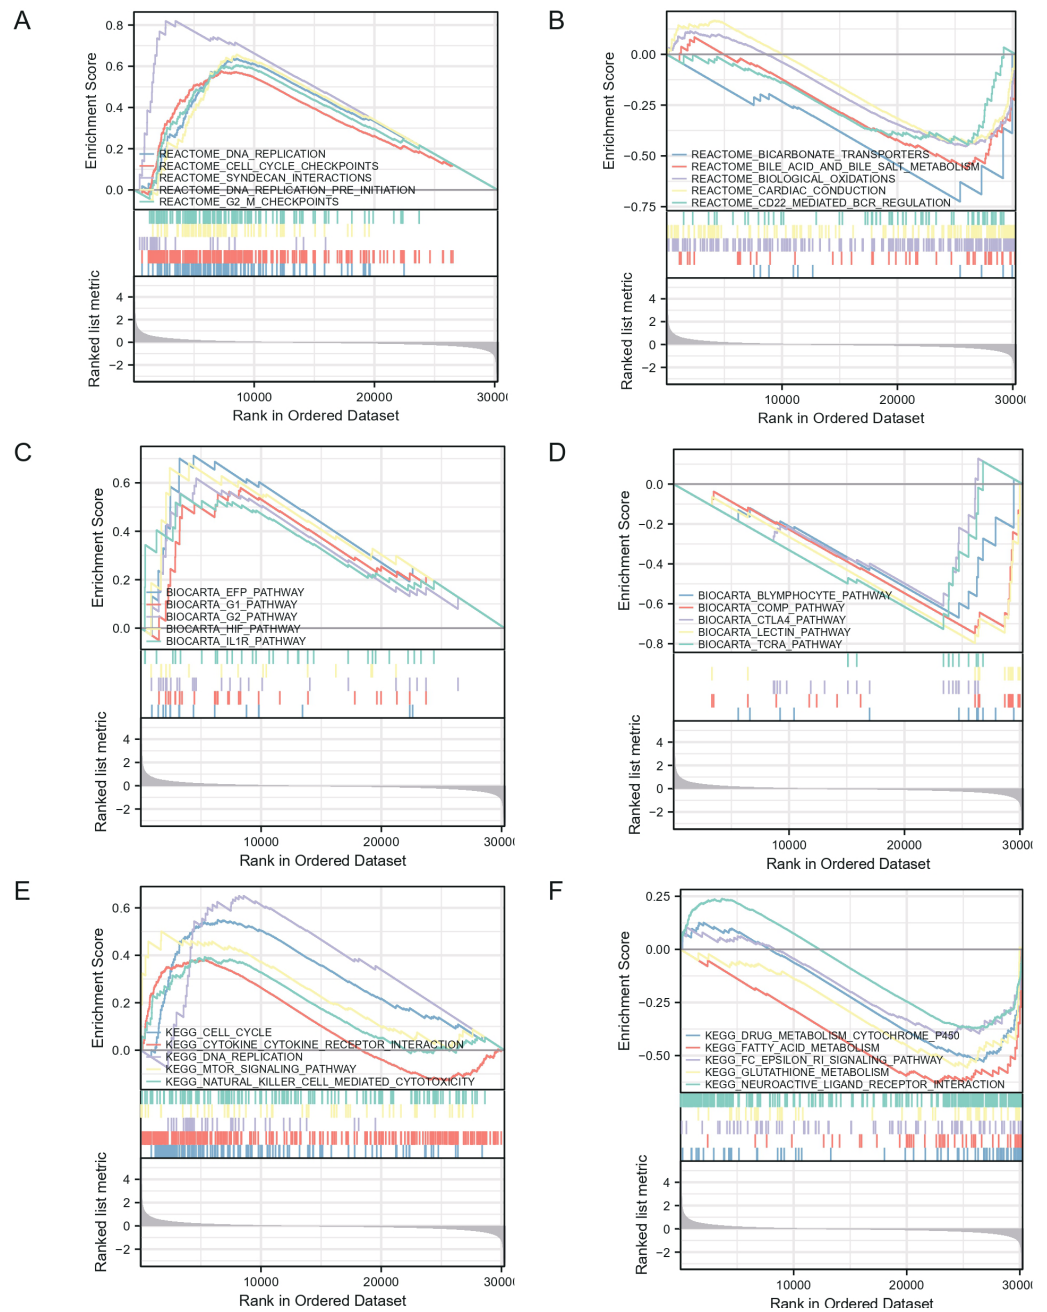 A
Enrichment Score
0.8
0.6
0.4
0.2
0.0
REACTOME_DNA_REPLICATION
REACTOME_CELL_CYCLE_CHECKPOINTS
REACTOME_SYNDECAN_INTERACTIONS
REACTOME_DNA_REPLICATION_PRE_INITIATION
REACTOME_G2_M_CHECKPOINTS
Ranked list metric
4
2
0
−2
10000 20000 30000
Rank in Ordered Dataset
B
Enrichment Score
0.00
−0.25
−0.50
−0.75
REACTOME_BICARBONATE_TRANSPORTERS
REACTOME_BILE_ACID_AND_BILE_SALT_METABOLISM
REACTOME_BIOLOGICAL_OXIDATIONS
REACTOME_CARDIAC_CONDUCTION
REACTOME_CD22_MEDIATED_BCR_REGULATION
Ranked list metric
4
2
0
−2
10000 20000 30000
Rank in Ordered Dataset
C
Enrichment Score
0.6
0.4
0.2
0.0
BIOCARTA_EFP_PATHWAY
BIOCARTA_G1_PATHWAY
BIOCARTA_G2_PATHWAY
BIOCARTA_HIF_PATHWAY
BIOCARTA_IL1R_PATHWAY
Ranked list metric
4
2
0
−2
10000 20000 30000
Rank in Ordered Dataset
D
Enrichment Score
0.0
−0.2
−0.4
−0.6
−0.8
BIOCARTA_BLYMPHOCYTE_PATHWAY
BIOCARTA_COMP_PATHWAY
BIOCARTA_CTLA4_PATHWAY
BIOCARTA_LECTIN_PATHWAY
BIOCARTA_TCRA_PATHWAY
Ranked list metric
4
2
0
−2
10000 20000 30000
Rank in Ordered Dataset
E
Enrichment Score
0.6
0.4
0.2
0.0
KEGG_CELL_CYCLE
KEGG_CYTOKINE_CYTOKINE_RECEPTOR_INTERACTION
KEGG_DNA_REPLICATION
KEGG_MTOR_SIGNALING_PATHWAY
KEGG_NATURAL_KILLER_CELL_MEDIATED_CYTOTOXICITY
Ranked list metric
4
2
0
−2
10000 20000 30000
Rank in Ordered Dataset
F
Enrichment Score
0.25
0.00
−0.25
−0.50
KEGG_DRUG_METABOLISM_CYTOCHROME_P450
KEGG_FATTY_ACID_METABOLISM
KEGG_FC_EPSILON_RI_SIGNALING_PATHWAY
KEGG_GLUTATHIONE_METABOLISM
KEGG_NEUROACTIVE_LIGAND_RECEPTOR_INTERACTION
Ranked list metric
4
2
0
−2
10000 20000 30000
Rank in Ordered Dataset